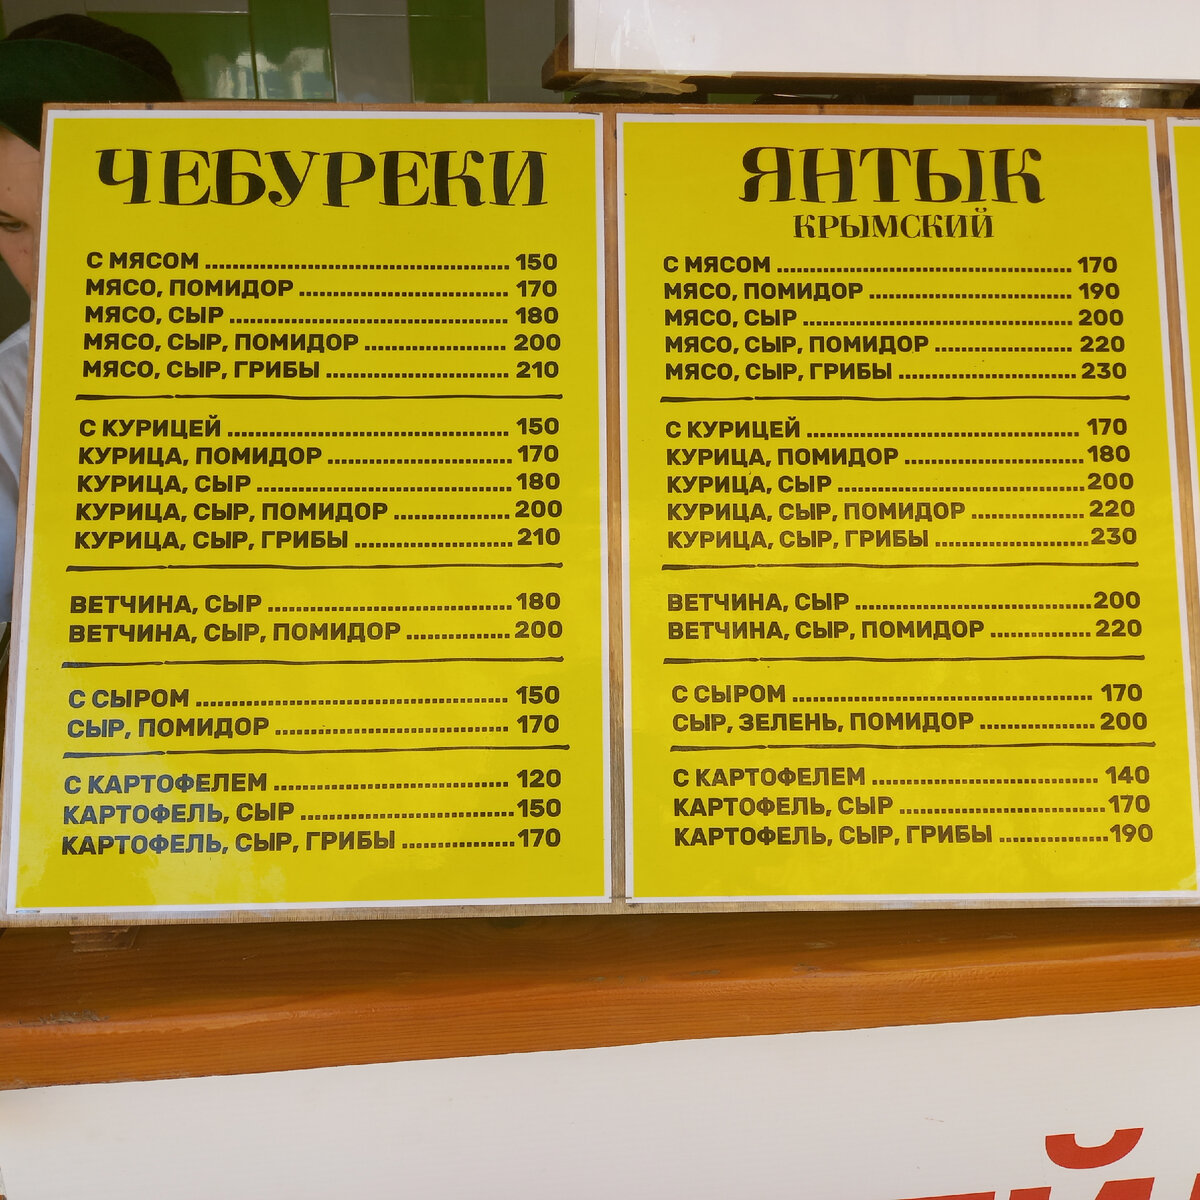 ЧЕБУРЕКИ
С МЯСОМ 150
МЯСО, ПОМИДОР 170
МЯСО, СЫР 180
МЯСО, СЫР, ПОМИДОР 200
МЯСО, СЫР, ГРИБЫ 210
С КУРИЦЕЙ 150
КУРИЦА, ПОМИДОР 170
КУРИЦА, СЫР 180
КУРИЦА, СЫР, ПОМИДОР 200
КУРИЦА, СЫР, ГРИБЫ 210
ВЕТЧИНА, СЫР 180
ВЕТЧИНА, СЫР, ПОМИДОР 200
С СЫРОМ 150
СЫР, ПОМИДОР 170
С КАРТОФЕЛЕМ 120
КАРТОФЕЛЬ, СЫР 150
КАРТОФЕЛЬ, СЫР, ГРИБЫ 170
ЯНТЫК
КРЫМСКИЙ
С МЯСОМ 170
МЯСО, ПОМИДОР 190
МЯСО, СЫР 200
МЯСО, СЫР, ПОМИДОР 220
МЯСО, СЫР, ГРИБЫ 230
С КУРИЦЕЙ 170
КУРИЦА, ПОМИДОР 180
КУРИЦА, СЫР 200
КУРИЦА, СЫР, ПОМИДОР 220
КУРИЦА, СЫР, ГРИБЫ 230
ВЕТЧИНА, СЫР 200
ВЕТЧИНА, СЫР, ПОМИДОР 220
С СЫРОМ 170
СЫР, ЗЕЛЕНЬ, ПОМИДОР 200
С КАРТОФЕЛЕМ 140
КАРТОФЕЛЬ, СЫР 170
КАРТОФЕЛЬ, СЫР, ГРИБЫ 190